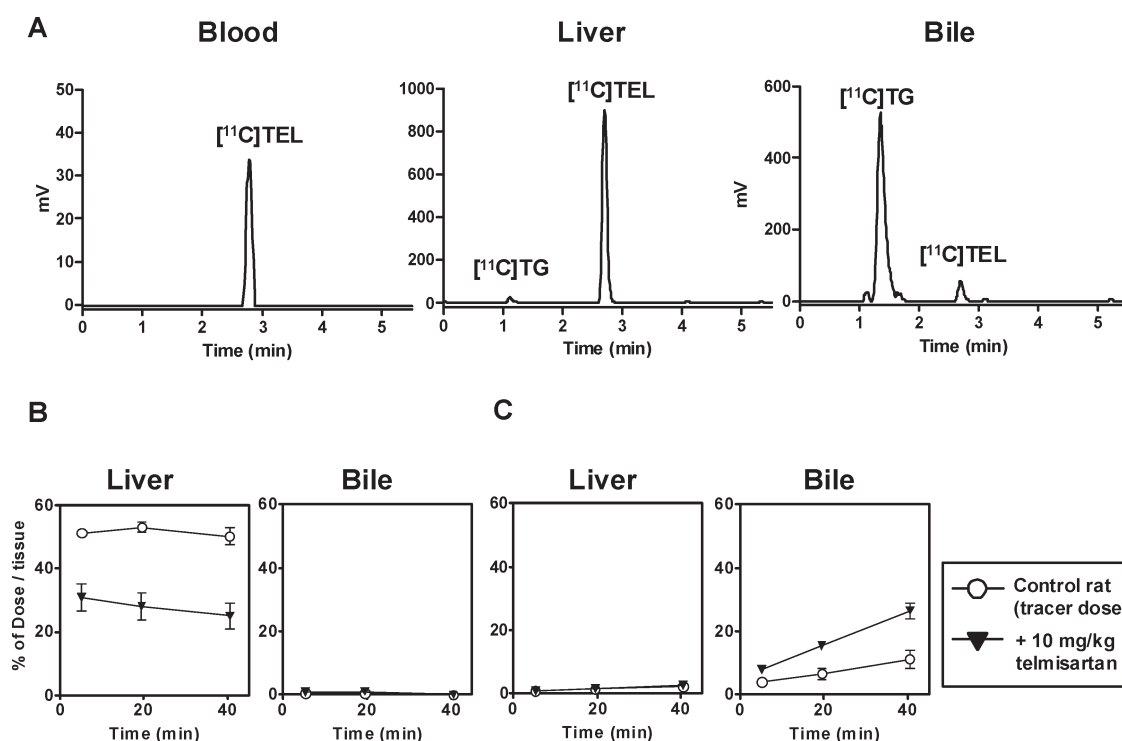 A
Blood
Liver
Bile
50
40
30
20
10
0
mV
[¹¹C]TEL
0 1 2 3 4 5
Time (min)
1000
800
600
400
200
0
[¹¹C]TG
[¹¹C]TEL
0 1 2 3 4 5
Time (min)
600
400
200
0
mV
[¹¹C]TG
[¹¹C]TEL
0 1 2 3 4 5
Time (min)
B
Liver
Bile
% of Dose / tissue
60
40
20
0
0 20 40
Time (min)
60
40
20
0
0 20 40
Time (min)
C
Liver
Bile
60
40
20
0
0 20 40
Time (min)
60
40
20
0
0 20 40
Time (min)
Control rat
(tracer dose
+ 10 mg/kg
telmisartan